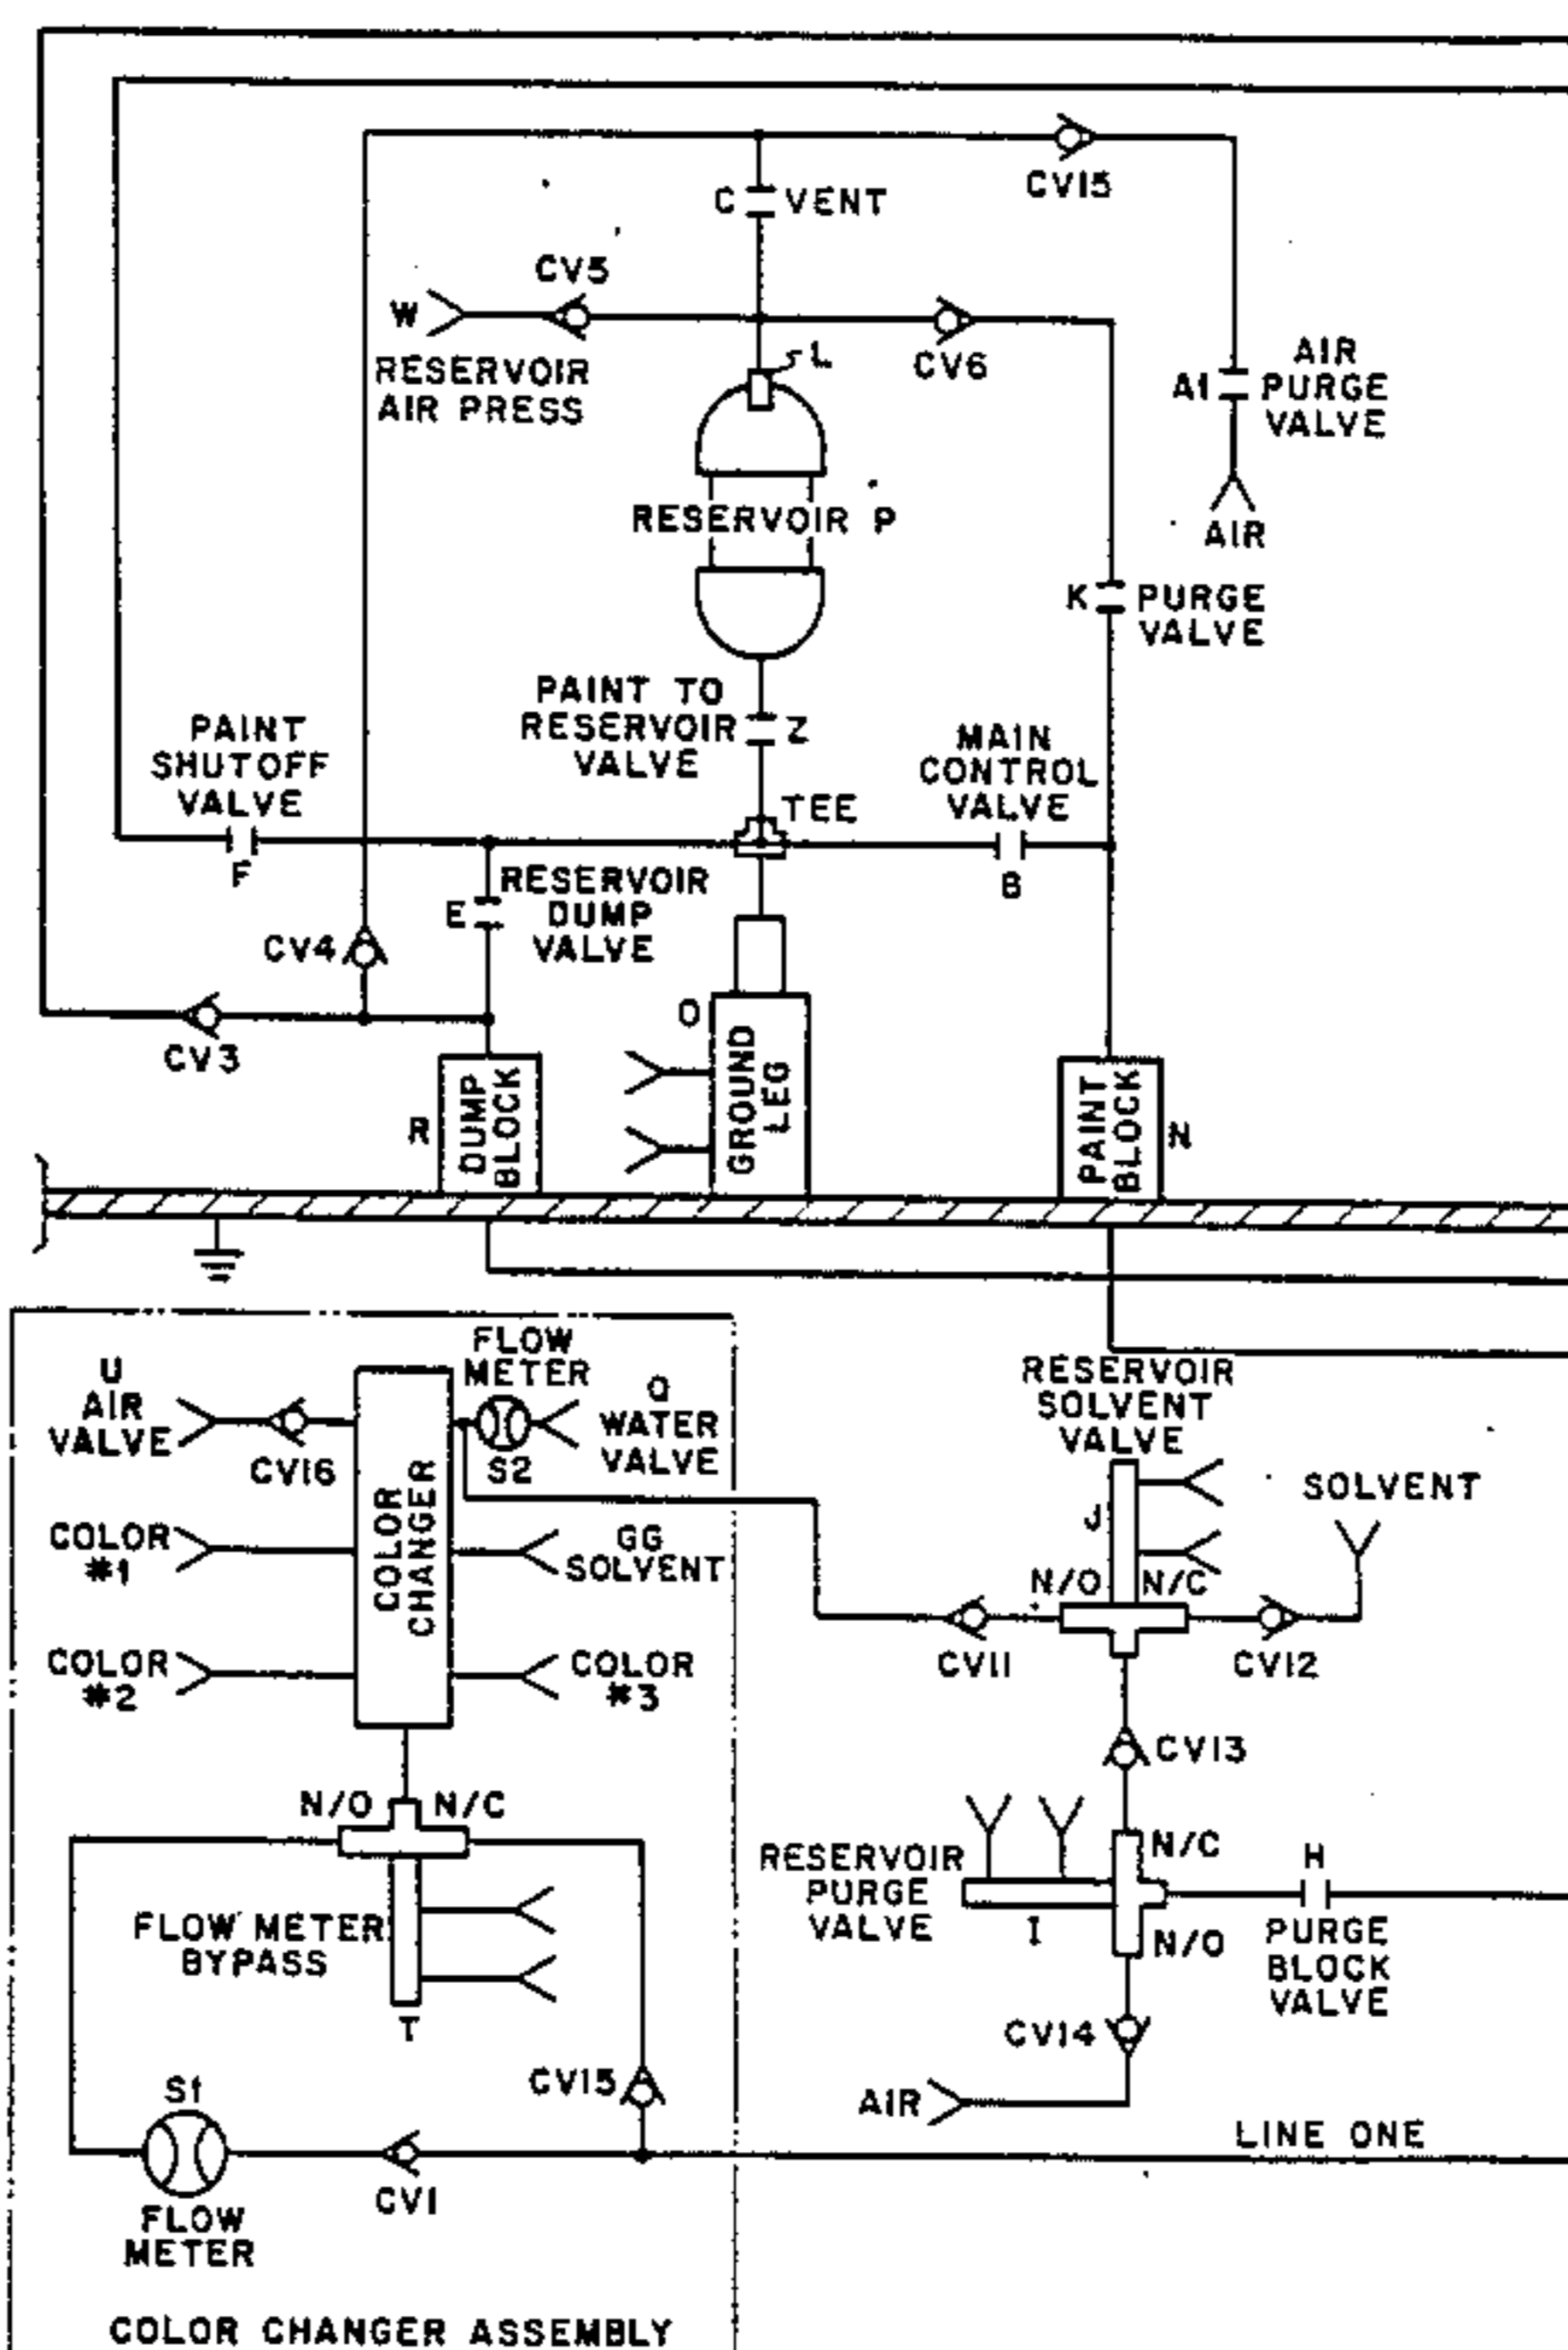 CV15
C VENT
CV5
W
RESERVOIR
AIR PRESS
L
CV6
AIR
A1 PURGE
VALVE
AIR
RESERVOIR P
K PURGE
VALVE
PAINT TO
RESERVOIR
VALVE
Z
PAINT
SHUTOFF
VALVE
F
MAIN
CONTROL
VALVE
B
TEE
RESERVOIR
E DUMP
VALVE
CV4
CV3
O
R
DUMP
BLOCK
GROUND
LEG
PAINT
BLOCK
N
FLOW
METER
U
AIR
VALVE
CV16
S2
Q
WATER
VALVE
COLOR
CHANGER
COLOR
#1
GG
SOLVENT
COLOR
#2
COLOR
#3
RESERVOIR
SOLVENT
VALVE
J
SOLVENT
N/O N/C
CV11
CV12
CV13
N/O N/C
FLOW METER
BYPASS
T
RESERVOIR
PURGE
VALVE
I
N/C
N/O
H
PURGE
BLOCK
VALVE
CV14
AIR
S1
CV15
CV1
FLOW
METER
LINE ONE
COLOR CHANGER ASSEMBLY